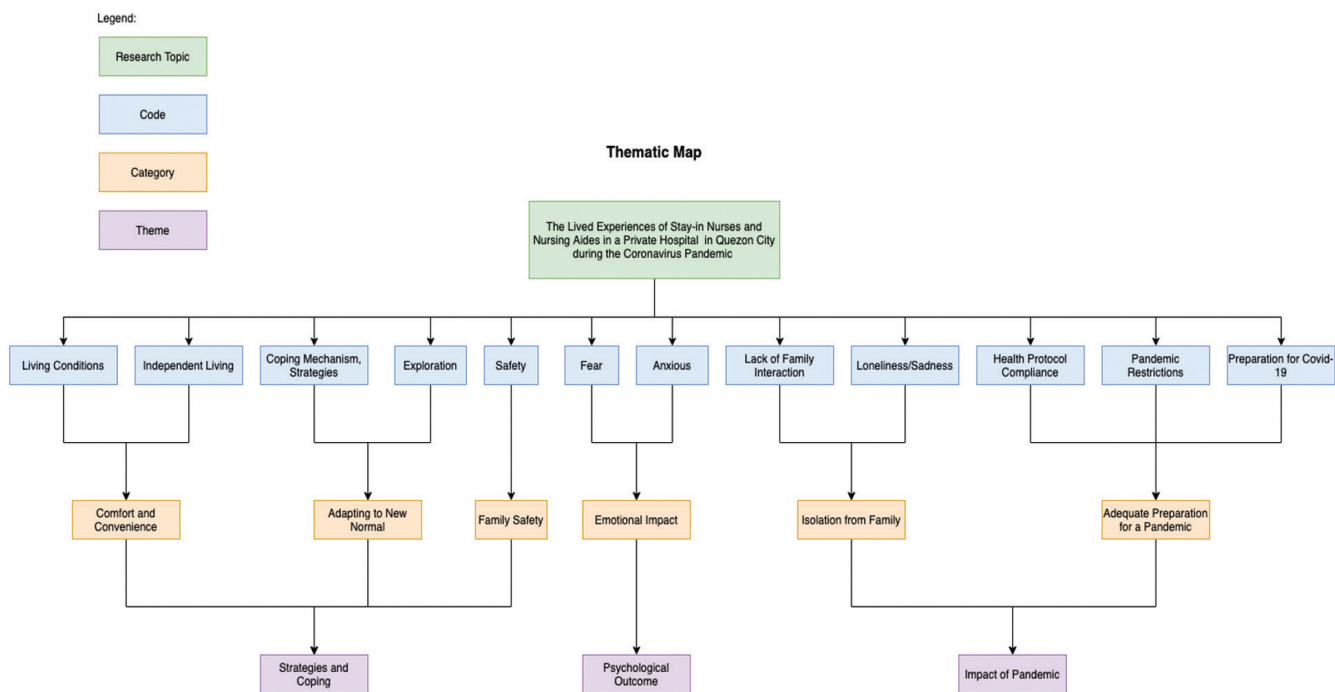 Legend:
Research Topic
Code
Category
Theme
Thematic Map
The Lived Experiences of Stay-in Nurses and
Nursing Aides in a Private Hospital in Quezon City
during the Coronavirus Pandemic
Living Conditions
Independent Living
Coping Mechanism,
Strategies
Exploration
Safety
Fear
Anxious
Lack of Family
Interaction
Loneliness/Sadness
Health Protocol
Compliance
Pandemic
Restrictions
Preparation for Covid-
19
Comfort and
Convenience
Adapting to New
Normal
Family Safety
Emotional Impact
Isolation from Family
Adequate Preparation
for a Pandemic
Strategies and
Coping
Psychological
Outcome
Impact of Pandemic